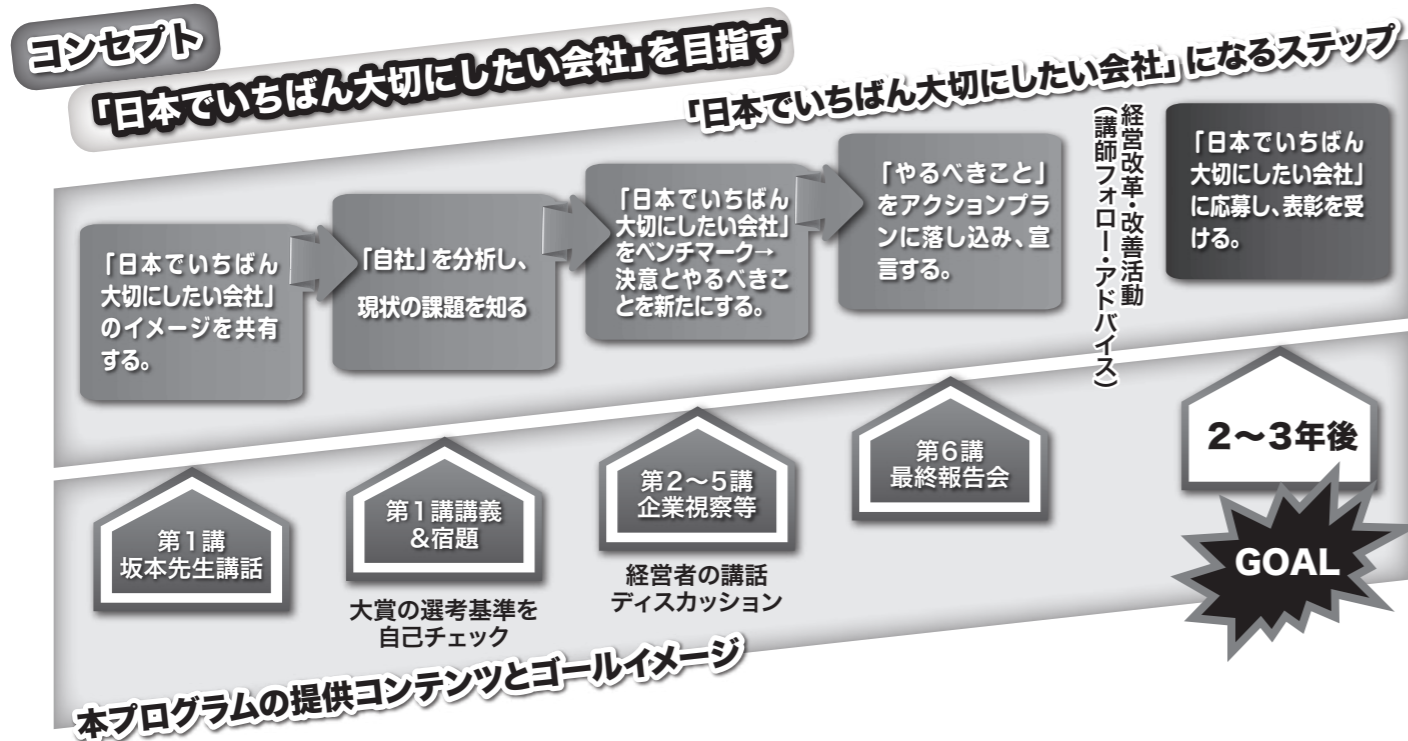 コンセプト
「日本でいちばん大切にしたい会社」を目指す
「日本でいちばん大切にしたい会社」になるステップ
「日本でいちばん
大切にしたい会社」
のイメージを共有
する。
「自社」を分析し、
現状の課題を知る
「日本でいちばん
大切にしたい会社」
をベンチマーク→
決意とやるべきこ
とを新たにする。
「やるべきこと」
をアクションプラ
ンに落し込み、宣
言する。
経営改革・改善活動
（講師フォロー・アドバイス）
「日本でいちばん
大切にしたい会社」
に応募し、表彰を受
ける。
第1講
坂本先生講話
第1講講義
＆宿題
大賞の選考基準を
自己チェック
第2～5講
企業視察等
経営者の講話
ディスカッション
第6講
最終報告会
2～3年後
GOAL
本プログラムの提供コンテンツとゴールイメージ